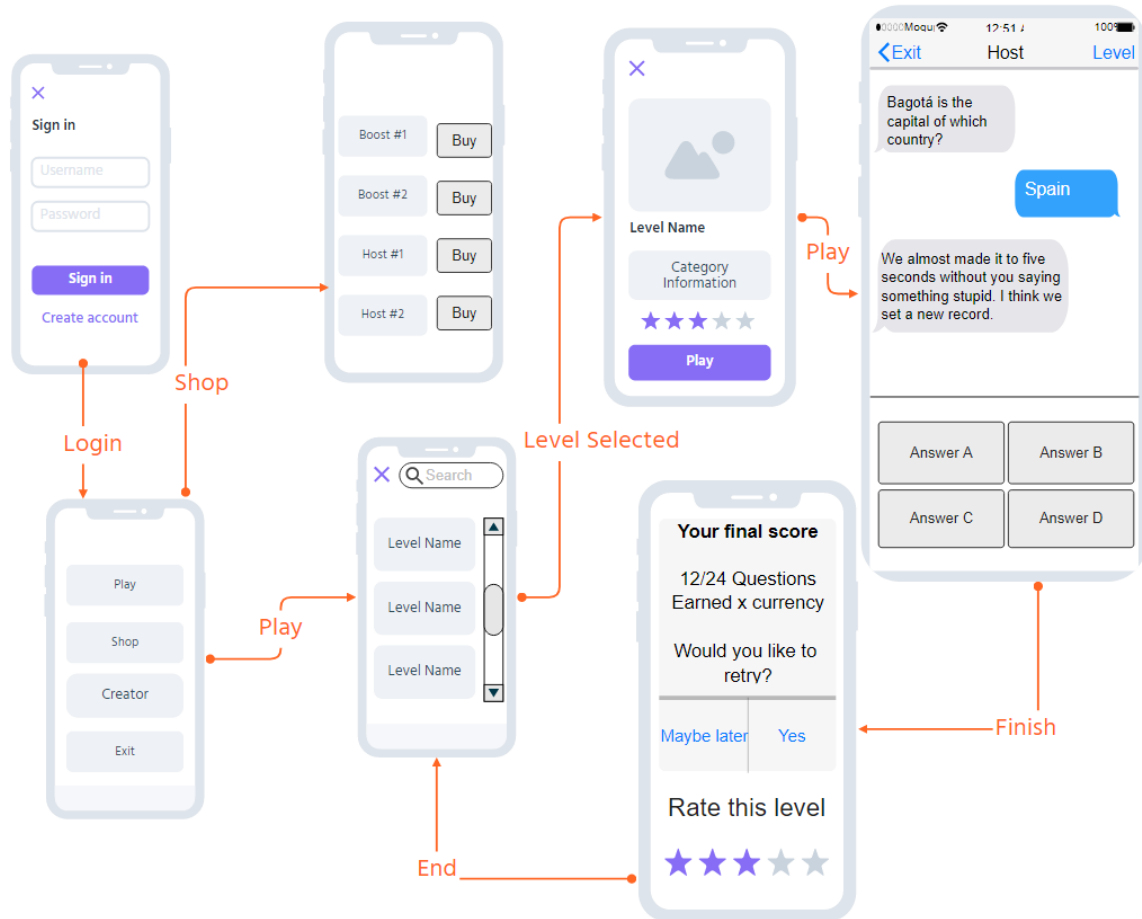 Sign in
Username
Password
Sign in
Create account
Login
Shop
Boost #1
Buy
Boost #2
Buy
Host #1
Buy
Host #2
Buy
Play
Shop
Creator
Exit
Play
Search
Level Name
Level Name
Level Name
Level Selected
Level Name
Category
Information
Play
Play
Moqu
12:51
100%
Exit
Host
Level
Bagotá is the
capital of which
country?
Spain
We almost made it to five
seconds without you saying
something stupid. I think we
set a new record.
Answer A
Answer B
Answer C
Answer D
Finish
Your final score
12/24 Questions
Earned x currency
Would you like to
retry?
Maybe later
Yes
Rate this level
End